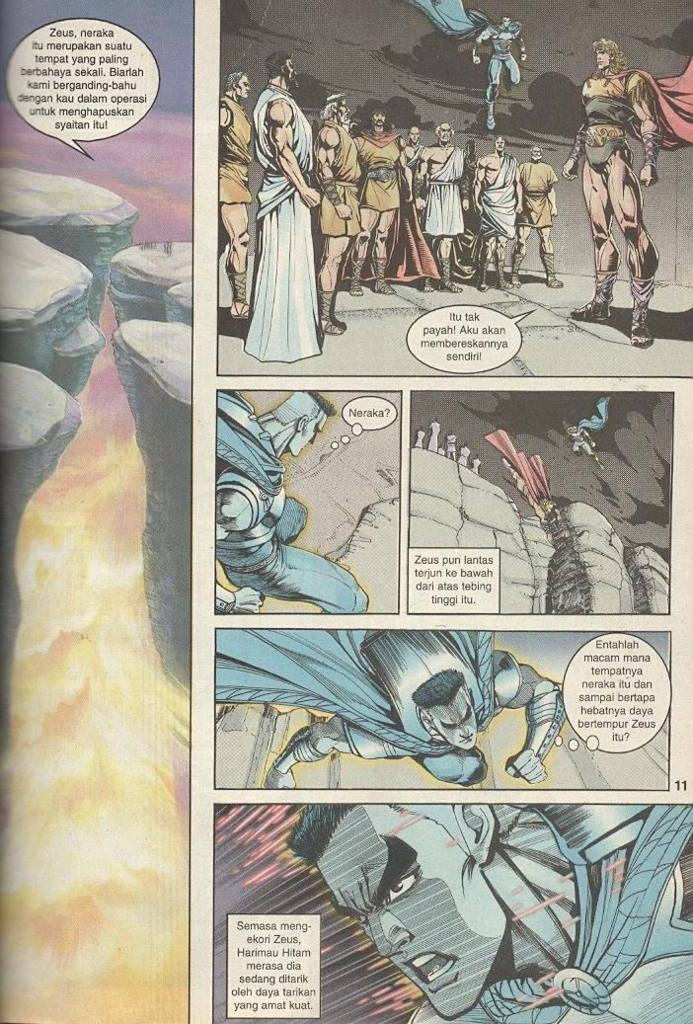 Zeus, neraka
itu merupakan suatu
tempat yang paling
berbahaya sekali. Biarlah
kami berganding-bahu
dengan kau dalam operasi
untuk menghapuskan
syaitan itu!
Itu tak
payah! Aku akan
membereskannya
sendiri!
Neraka?
Zeus pun lantas
terjun ke bawah
dari atas tebing
tinggi itu.
Entahlah
macam mana
tempatnya
neraka itu dan
sampai bertapa
hebatnya daya
bertempur Zeus
itu?
11
Semasa meng-
ekori Zeus,
Harimau Hitam
merasa dia
sedang ditarik
oleh daya tarikan
yang amat kuat.